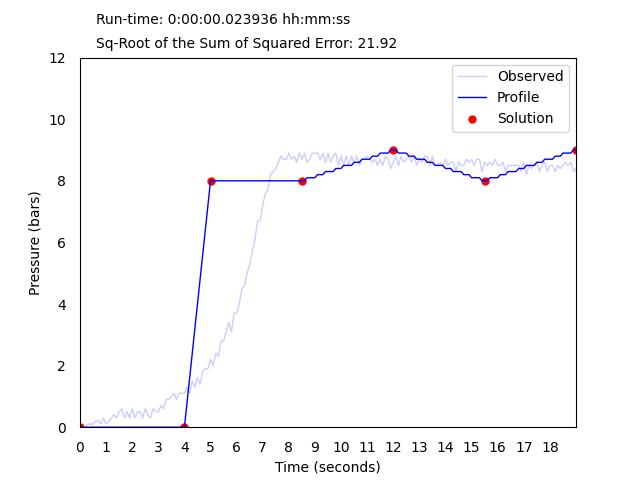 Run-time: 0:00:00.023936 hh:mm:ss
Sq-Root of the Sum of Squared Error: 21.92
12
10
8
6
4
2
0
Pressure (bars)
Observed
Profile
Solution
0 1 2 3 4 5 6 7 8 9 10 11 12 13 14 15 16 17 18
Time (seconds)